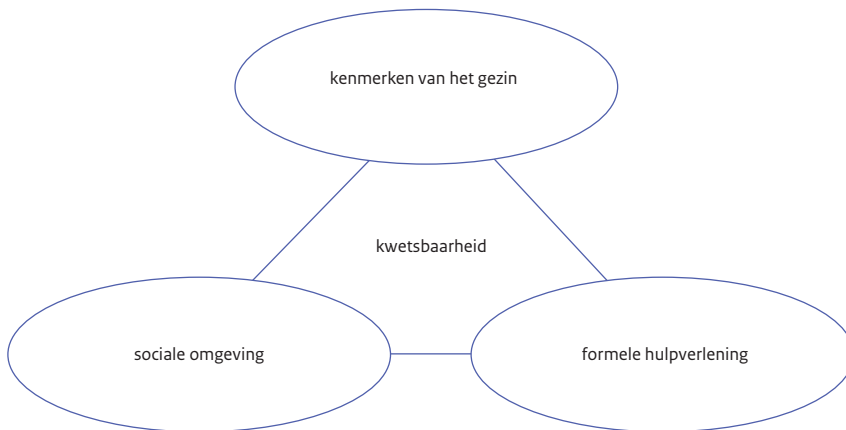 kenmerken van het gezin
kwetsbaarheid
sociale omgeving
formele hulpverlening